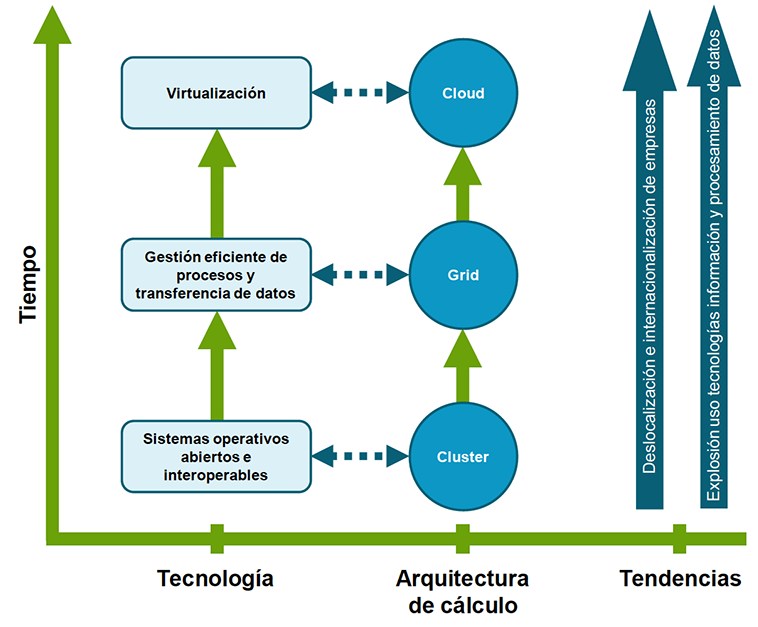 Virtualización
Cloud
Gestión eficiente de
procesos y
transferencia de datos
Grid
Sistemas operativos
abiertos e
interoperables
Cluster
Deslocalización e internacionalización de empresas
Explosión uso tecnologías información y procesamiento de datos
Tiempo
Tecnología
Arquitectura
de cálculo
Tendencias